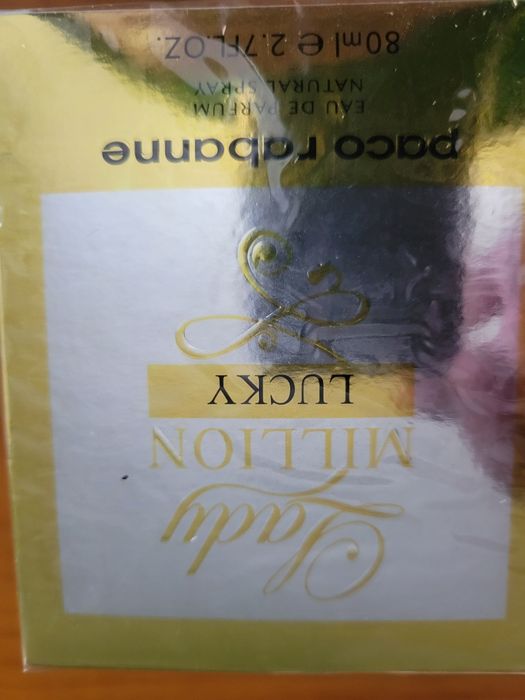 Lady
MILLION
LUCKY
paco rabanne
EAU DE PARFUM
NATURAL SPRAY
80ml ℮ 2.7FL.OZ.